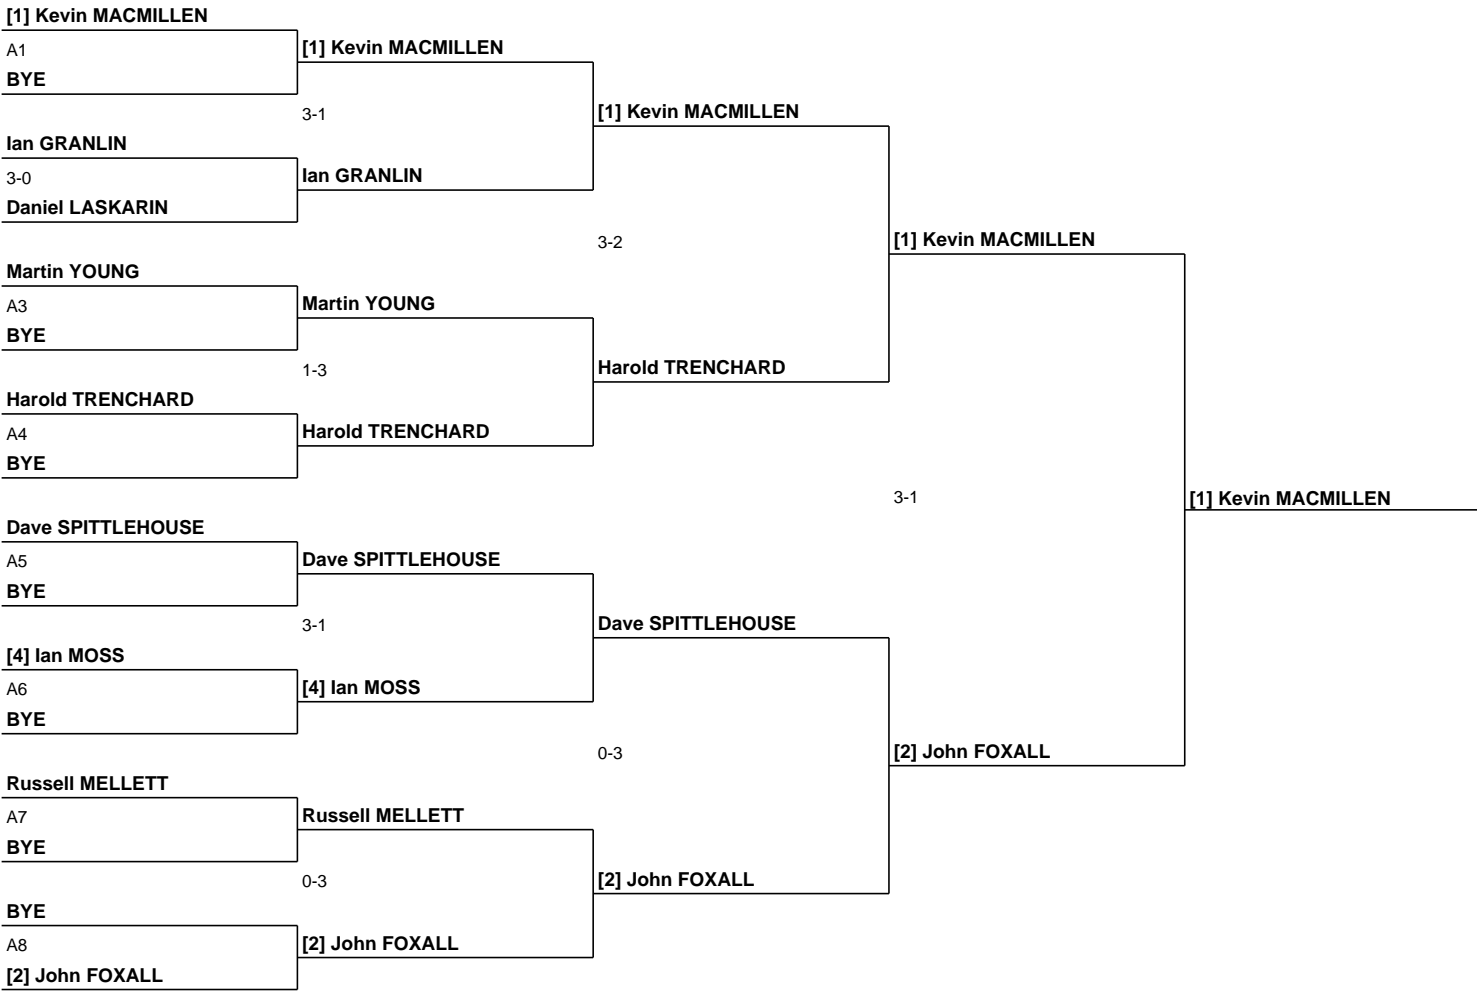 [1] Kevin MACMILLEN
A1
BYE
Ian GRANLIN
3-0
Daniel LASKARIN
Martin YOUNG
A3
BYE
Harold TRENCHARD
A4
BYE
Dave SPITTLEHOUSE
A5
BYE
[4] Ian MOSS
A6
BYE
Russell MELLETT
A7
BYE
BYE
A8
[2] John FOXALL
[1] Kevin MACMILLEN
3-1
Ian GRANLIN
Martin YOUNG
1-3
Harold TRENCHARD
Dave SPITTLEHOUSE
3-1
[4] Ian MOSS
Russell MELLETT
0-3
[2] John FOXALL
[1] Kevin MACMILLEN
3-2
Harold TRENCHARD
Dave SPITTLEHOUSE
0-3
[2] John FOXALL
[1] Kevin MACMILLEN
3-1
[2] John FOXALL
[1] Kevin MACMILLEN